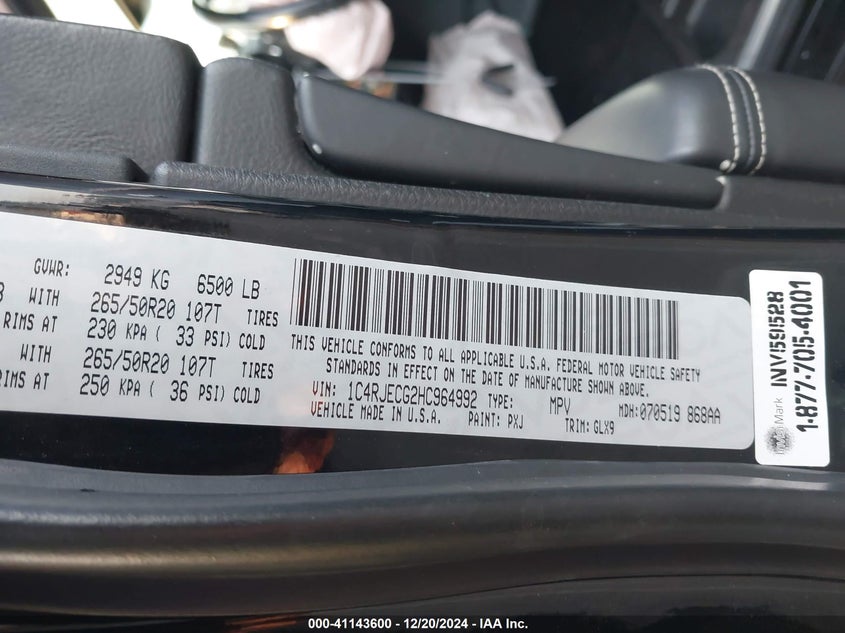 GVWR: 2949 KG 6500 LB
WITH 265/50R20 107T TIRES
RIMS AT 230 KPA ( 33 PSI) COLD
WITH 265/50R20 107T TIRES
RIMS AT 250 KPA ( 36 PSI) COLD
THIS VEHICLE CONFORMS TO ALL APPLICABLE U.S.A. FEDERAL MOTOR VEHICLE SAFETY
STANDARDS IN EFFECT ON THE DATE OF MANUFACTURE SHOWN ABOVE.
VIN: 1C4RJECG2HC964992 TYPE: MPV MDH:070519 868AA
VEHICLE MADE IN U.S.A. PAINT: PXJ TRIM: GLX9
Mark INV1591528
1-877-705-4001
000-41143600 - 12/20/2024 - IAA Inc.